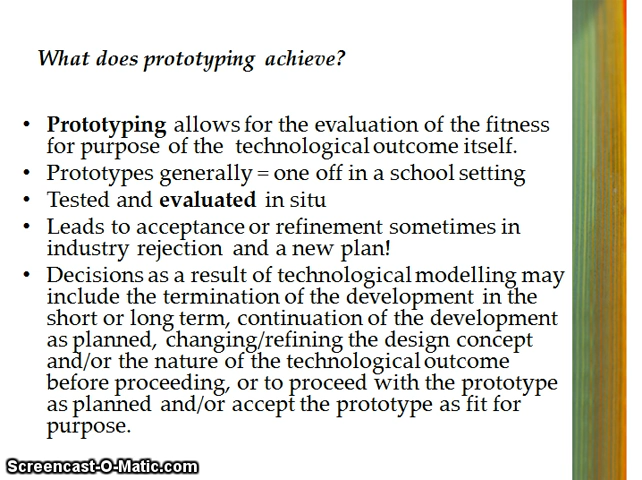 What does prototyping achieve?
• Prototyping allows for the evaluation of the fitness
for purpose of the technological outcome itself.
• Prototypes generally = one off in a school setting
• Tested and evaluated in situ
• Leads to acceptance or refinement sometimes in
industry rejection and a new plan!
• Decisions as a result of technological modelling may
include the termination of the development in the
short or long term, continuation of the development
as planned, changing/refining the design concept
and/or the nature of the technological outcome
before proceeding, or to proceed with the prototype
as planned and/or accept the prototype as fit for
purpose.
Screencast-O-Matic.com